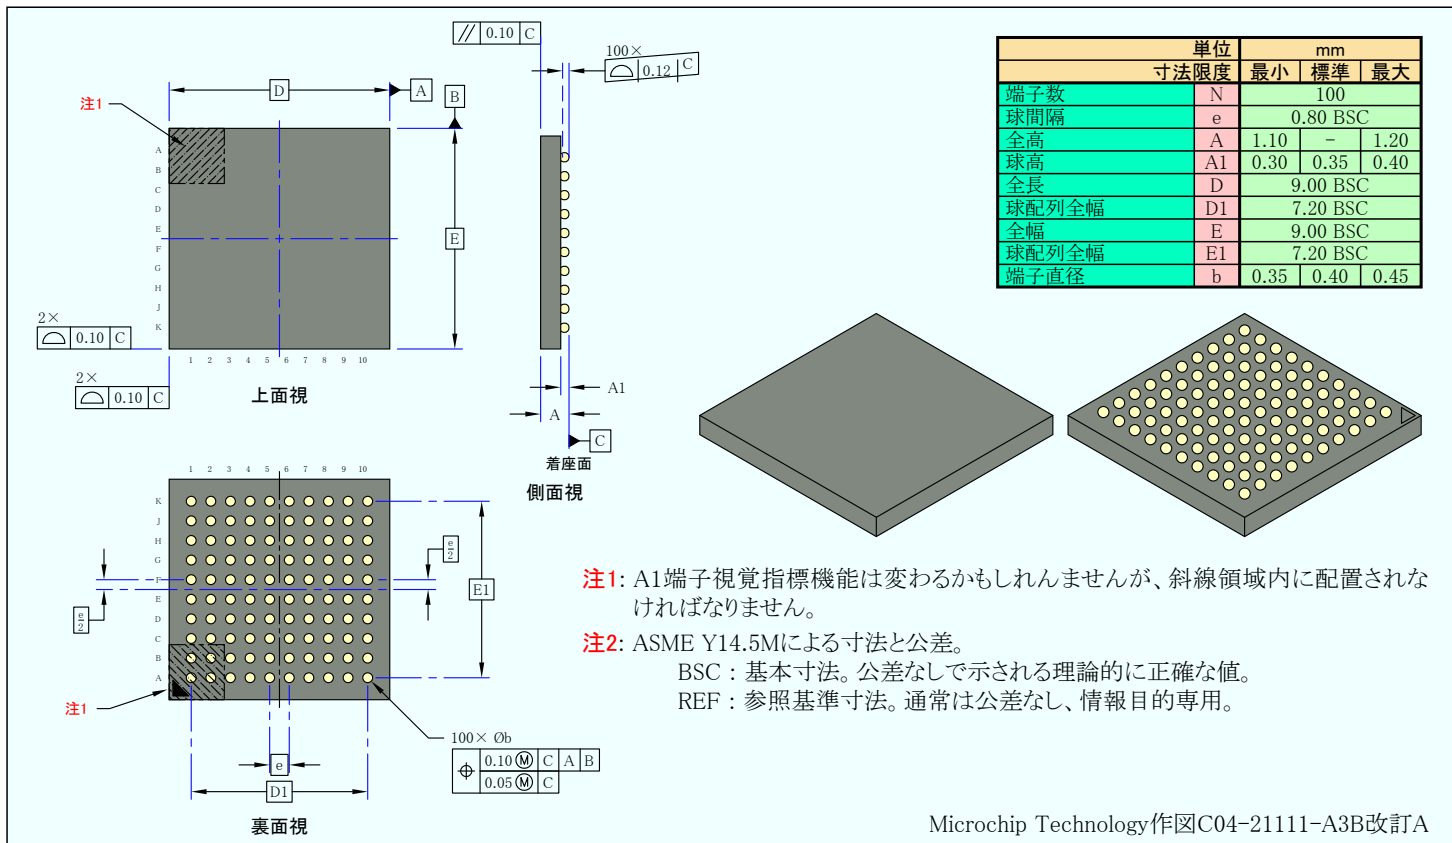 // 0.10 C
100×
0.12 C
D
A
B
注1
A
B
C
D
E
F
G
H
J
K
E
2×
0.10 C
2×
0.10 C
1 2 3 4 5 6 7 8 9 10
上面視
A1
A
C
着座面
側面視
単位 mm
寸法限度 最小 標準 最大
端子数 N 100
球間隔 e 0.80 BSC
全高 A 1.10 - 1.20
球高 A1 0.30 0.35 0.40
全長 D 9.00 BSC
球配列全幅 D1 7.20 BSC
全幅 E 9.00 BSC
球配列全幅 E1 7.20 BSC
端子直径 b 0.35 0.40 0.45
1 2 3 4 5 6 7 8 9 10
K
J
H
G
F
E
D
C
B
A
e/2
e/2
E1
注1
e
D1
100× Øb
0.10 Ⓜ C A B
0.05 Ⓜ C
裏面視
注1: A1端子視覚指標機能は変わるかもしれんませんが、斜線領域内に配置されな
ければなりません。
注2: ASME Y14.5Mによる寸法と公差。
BSC : 基本寸法。公差なしで示される理論的に正確な値。
REF : 参照基準寸法。通常は公差なし、情報目的専用。
Microchip Technology作図C04-21111-A3B改訂A